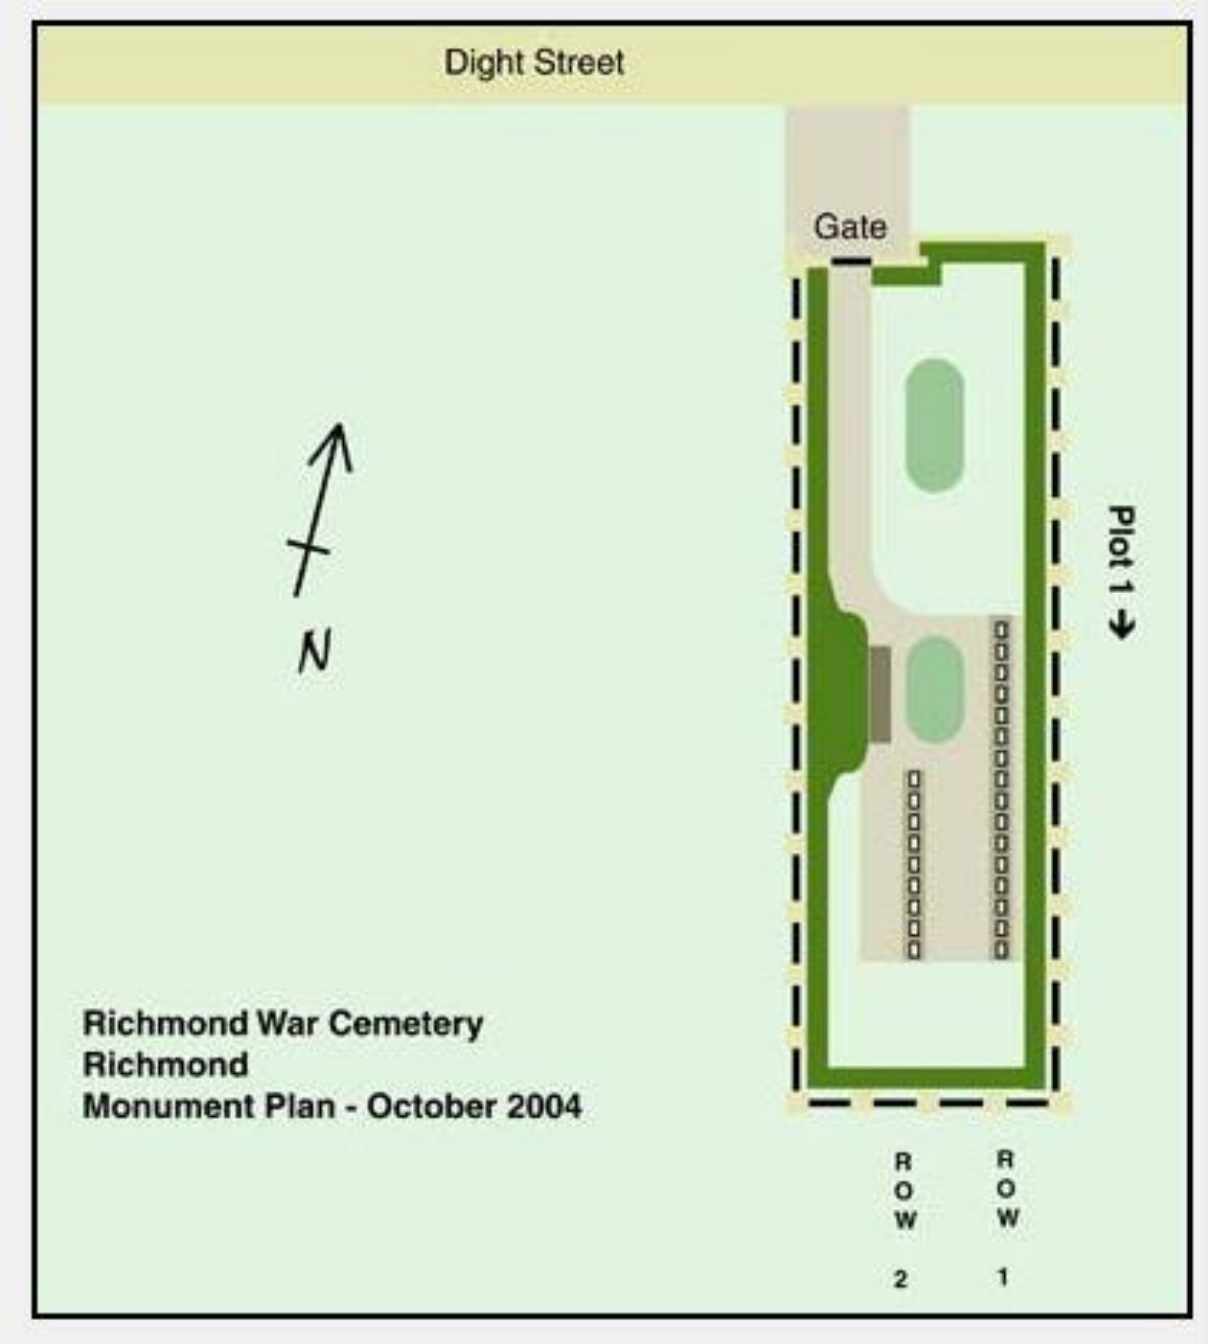 Dight Street
Gate
Plot 1 →
N
Richmond War Cemetery
Richmond
Monument Plan - October 2004
ROW 2
ROW 1